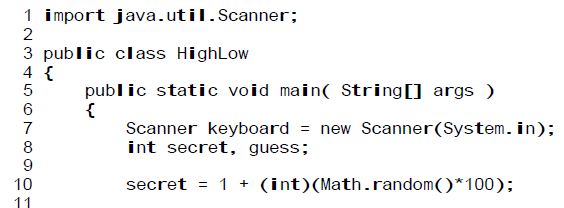 1 import java.util.Scanner;
2
3 public class HighLow
4 {
5     public static void main( String[] args )
6     {
7         Scanner keyboard = new Scanner(System.in);
8         int secret, guess;
9
10         secret = 1 + (int)(Math.random()*100);
11